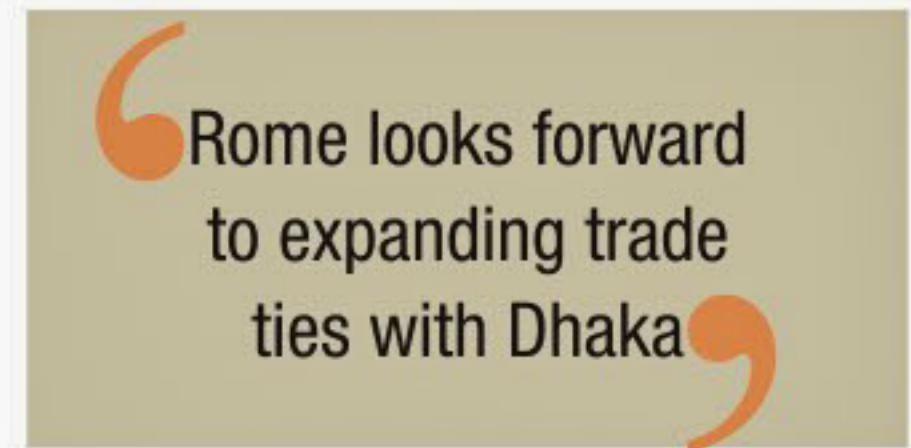 ‘Rome looks forward
to expanding trade
ties with Dhaka’